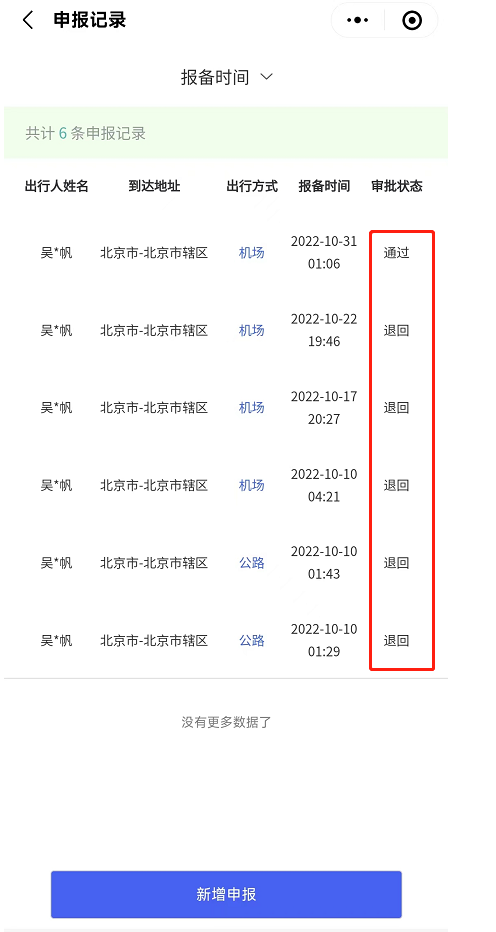 申报记录
报备时间
共计 6 条申报记录
出行人姓名 到达地址 出行方式 报备时间 审批状态
吴*帆 北京市-北京市辖区 机场 2022-10-31 01:06 通过
吴*帆 北京市-北京市辖区 机场 2022-10-22 19:46 退回
吴*帆 北京市-北京市辖区 机场 2022-10-17 20:27 退回
吴*帆 北京市-北京市辖区 机场 2022-10-10 04:21 退回
吴*帆 北京市-北京市辖区 公路 2022-10-10 01:43 退回
吴*帆 北京市-北京市辖区 公路 2022-10-10 01:29 退回
没有更多数据了
新增申报